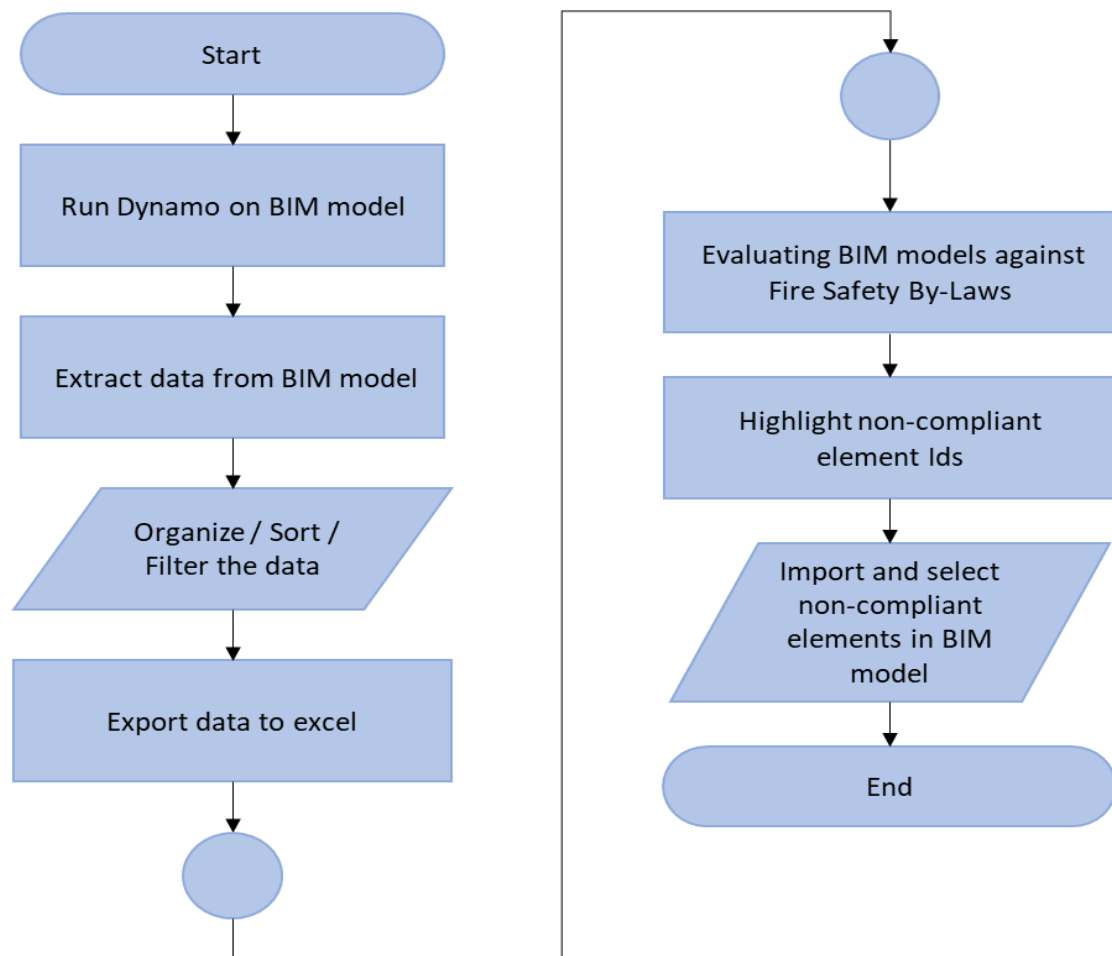 Start
Run Dynamo on BIM model
Extract data from BIM model
Organize / Sort /
Filter the data
Export data to excel
Evaluating BIM models against
Fire Safety By-Laws
Highlight non-compliant
element Ids
Import and select
non-compliant
elements in BIM
model
End